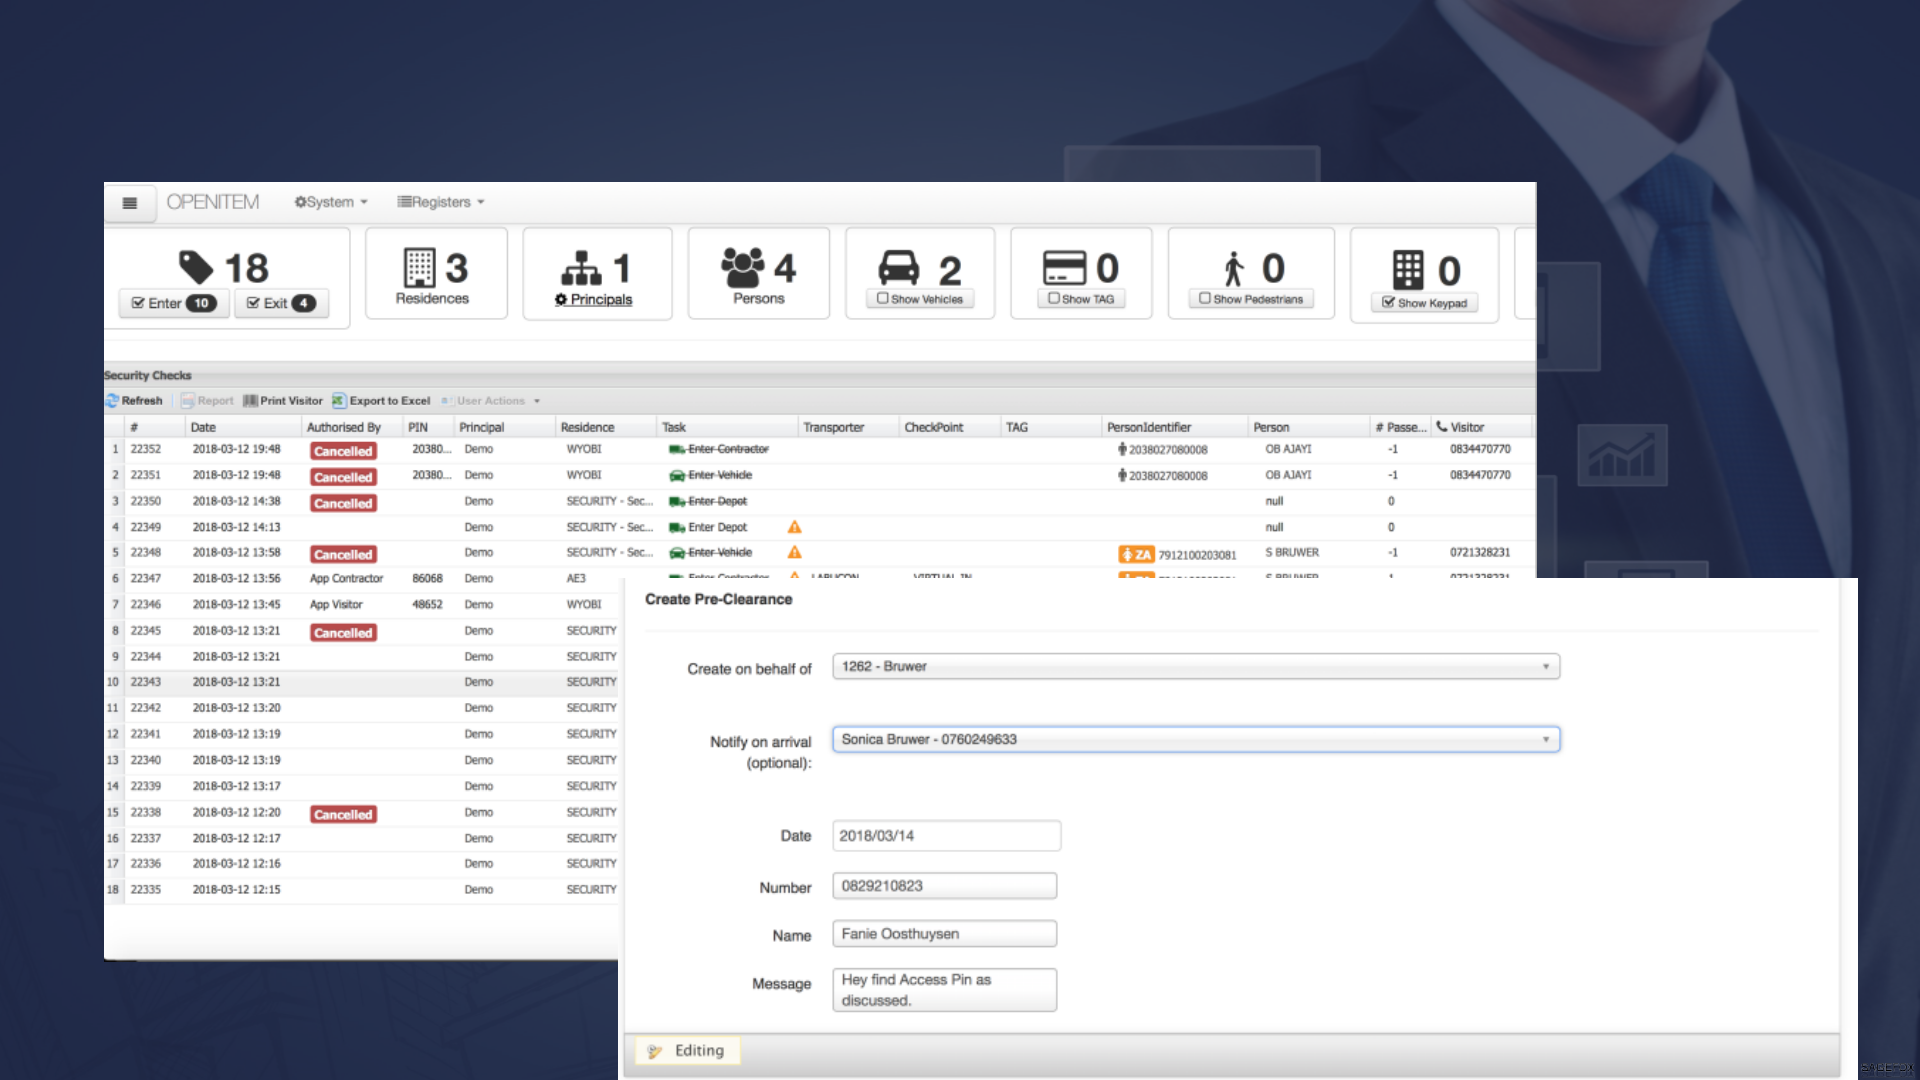 OPENITEM System Registers
18 3 1 4 2 0 0 0
Enter 10 Exit 4 Residences Principals Persons Show Vehicles Show TAG Show Pedestrians Show Keypad
Security Checks
Refresh Report Print Visitor Export to Excel User Actions
# Date Authorised By PIN Principal Residence Task Transporter CheckPoint TAG PersonIdentifier Person # Passe... Visitor
1 22352 2018-03-12 19:48 Cancelled 20380... Demo WYOBI Enter Contractor 2038027080008 OB AJAYI -1 0834470770
2 22351 2018-03-12 19:48 Cancelled 20380... Demo WYOBI Enter Vehicle 2038027080008 OB AJAYI -1 0834470770
3 22350 2018-03-12 14:38 Cancelled Demo SECURITY - Sec... Enter Depot null 0
4 22349 2018-03-12 14:13 Demo SECURITY - Sec... Enter Depot null 0
5 22348 2018-03-12 13:58 Cancelled Demo SECURITY - Sec... Enter Vehicle ZA 7912100203081 S BRUWER -1 0721328231
6 22347 2018-03-12 13:56 App Contractor 86068 Demo AE3 Enter Contractor
7 22346 2018-03-12 13:45 App Visitor 48652 Demo WYOBI
8 22345 2018-03-12 13:21 Cancelled Demo SECURITY
9 22344 2018-03-12 13:21 Demo SECURITY
10 22343 2018-03-12 13:21 Demo SECURITY
11 22342 2018-03-12 13:20 Demo SECURITY
12 22341 2018-03-12 13:19 Demo SECURITY
13 22340 2018-03-12 13:19 Demo SECURITY
14 22339 2018-03-12 13:17 Demo SECURITY
15 22338 2018-03-12 12:20 Cancelled Demo SECURITY
16 22337 2018-03-12 12:17 Demo SECURITY
17 22336 2018-03-12 12:16 Demo SECURITY
18 22335 2018-03-12 12:15 Demo SECURITY
Create Pre-Clearance
Create on behalf of 1262 - Bruwer
Notify on arrival Sonica Bruwer - 0760249633
(optional):
Date 2018/03/14
Number 0829210823
Name Fanie Oosthuysen
Message Hey find Access Pin as
discussed.
Editing